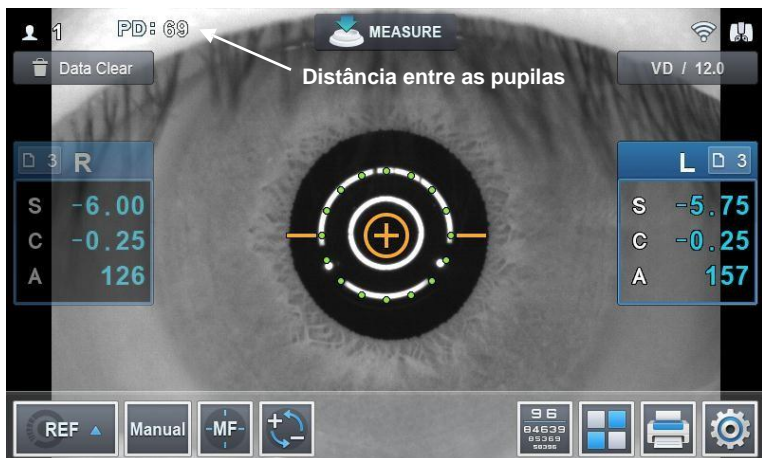 1 PD: 69 MEASURE
Data Clear
Distância entre as pupilas
VD / 12.0
3 R
S -6.00
C -0.25
A 126
L 3
S -5.75
C -0.25
A 157
REF Manual -MF- + −
96
84639
85369
58386